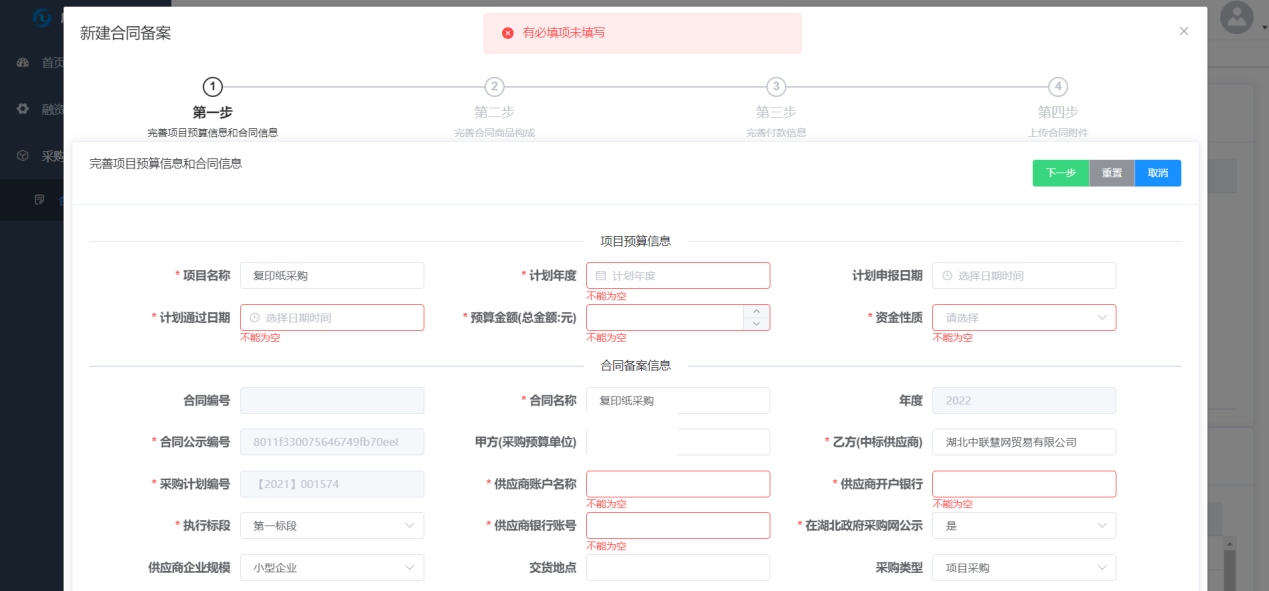 新建合同备案
有必填项未填写
首页
融资
采购
1
2
3
4
第一步
第二步
第三步
第四步
完善项目预算信息和合同信息
完善合同商品构成
完善付款信息
上传合同附件
完善项目预算信息和合同信息
下一步 重置 取消
项目预算信息
* 项目名称 复印纸采购 * 计划年度 计划年度 计划申报日期 选择日期时间
不能为空
* 计划通过日期 选择日期时间 * 预算金额(总金额:元) * 资金性质 请选择
不能为空 不能为空 不能为空
合同备案信息
合同编号 * 合同名称 复印纸采购 年度 2022
* 合同公示编号 甲方(采购预算单位) * 乙方(中标供应商) 湖北中联慧网贸易有限公司
* 采购计划编号 【2021】001574 * 供应商账户名称 * 供应商开户银行
不能为空 不能为空
* 执行标段 第一标段 * 供应商银行账号 * 在湖北政府采购网公示 是
不能为空
供应商企业规模 小型企业 交货地点 采购类型 项目采购